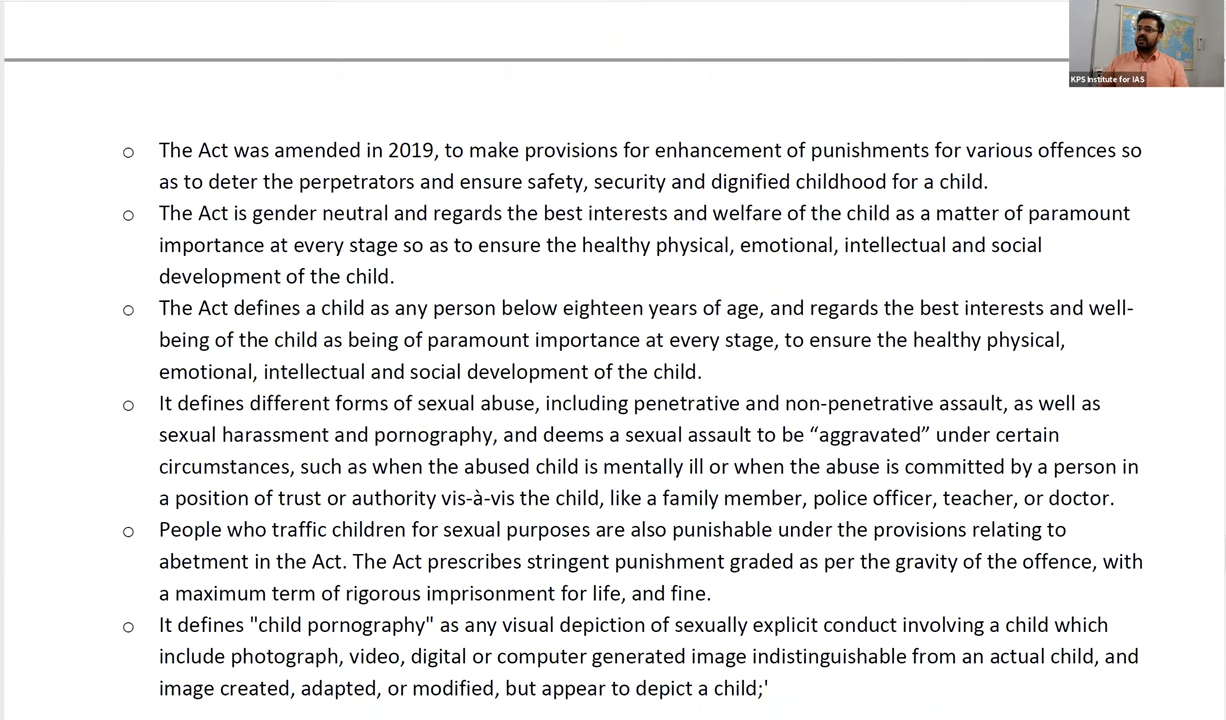 KPS Institute for IAS
o The Act was amended in 2019, to make provisions for enhancement of punishments for various offences so
as to deter the perpetrators and ensure safety, security and dignified childhood for a child.
o The Act is gender neutral and regards the best interests and welfare of the child as a matter of paramount
importance at every stage so as to ensure the healthy physical, emotional, intellectual and social
development of the child.
o The Act defines a child as any person below eighteen years of age, and regards the best interests and well-
being of the child as being of paramount importance at every stage, to ensure the healthy physical,
emotional, intellectual and social development of the child.
o It defines different forms of sexual abuse, including penetrative and non-penetrative assault, as well as
sexual harassment and pornography, and deems a sexual assault to be “aggravated” under certain
circumstances, such as when the abused child is mentally ill or when the abuse is committed by a person in
a position of trust or authority vis-à-vis the child, like a family member, police officer, teacher, or doctor.
o People who traffic children for sexual purposes are also punishable under the provisions relating to
abetment in the Act. The Act prescribes stringent punishment graded as per the gravity of the offence, with
a maximum term of rigorous imprisonment for life, and fine.
o It defines "child pornography" as any visual depiction of sexually explicit conduct involving a child which
include photograph, video, digital or computer generated image indistinguishable from an actual child, and
image created, adapted, or modified, but appear to depict a child;'